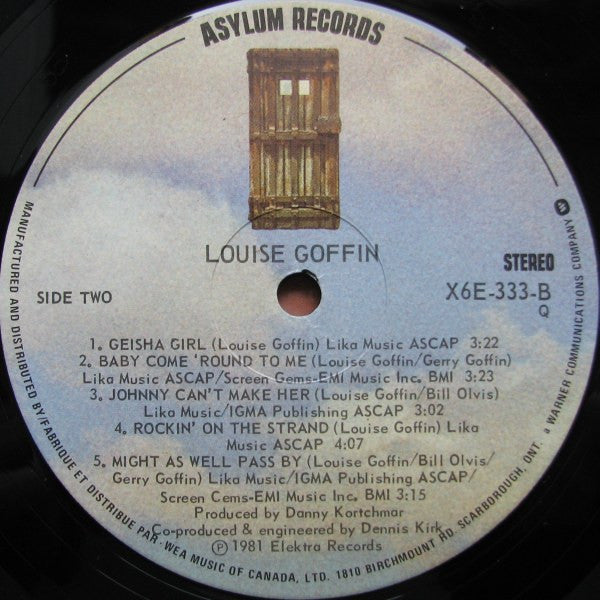 ASYLUM RECORDS
LOUISE GOFFIN
STEREO
SIDE TWO
X6E-333-B
Q
1. GEISHA GIRL (Louise Goffin) Lika Music ASCAP 3:22
2. BABY COME 'ROUND TO ME (Louise Goffin/Gerry Goffin)
Lika Music ASCAP/Screen Gems-EMI Music Inc. BMI 3:23
3. JOHNNY CAN'T MAKE HER (Louise Goffin/Bill Olvis)
Lika Music/IGMA Publishing ASCAP 3:02
4. ROCKIN' ON THE STRAND (Louise Goffin) Lika
Music ASCAP 4:07
5. MIGHT AS WELL PASS BY (Louise Goffin/Bill Olvis/
Gerry Goffin) Lika Music/IGMA Publishing ASCAP/
Screen Gems-EMI Music Inc. BMI 3:15
Produced by Danny Kortchmar
Co-produced & engineered by Dennis Kirk
℗ 1981 Elektra Records
MANUFACTURED AND DISTRIBUTED BY/FABRIQUE ET DISTRIBUE PAR WEA MUSIC OF CANADA, LTD. 1810 BIRCHMOUNT RD. SCARBOROUGH, ONT. a WARNER COMMUNICATIONS COMPANY